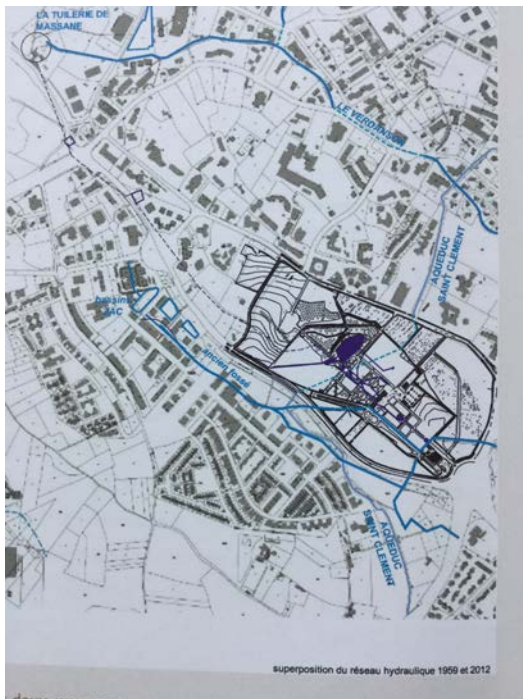 LA TUILERIE DE
MASSANE
LE VERDANSON
AQUEDUC
SAINT CLEMENT
bassins
ZAC
ancien fossé
AQUEDUC
SAINT CLEMENT
superposition du réseau hydraulique 1959 et 2012